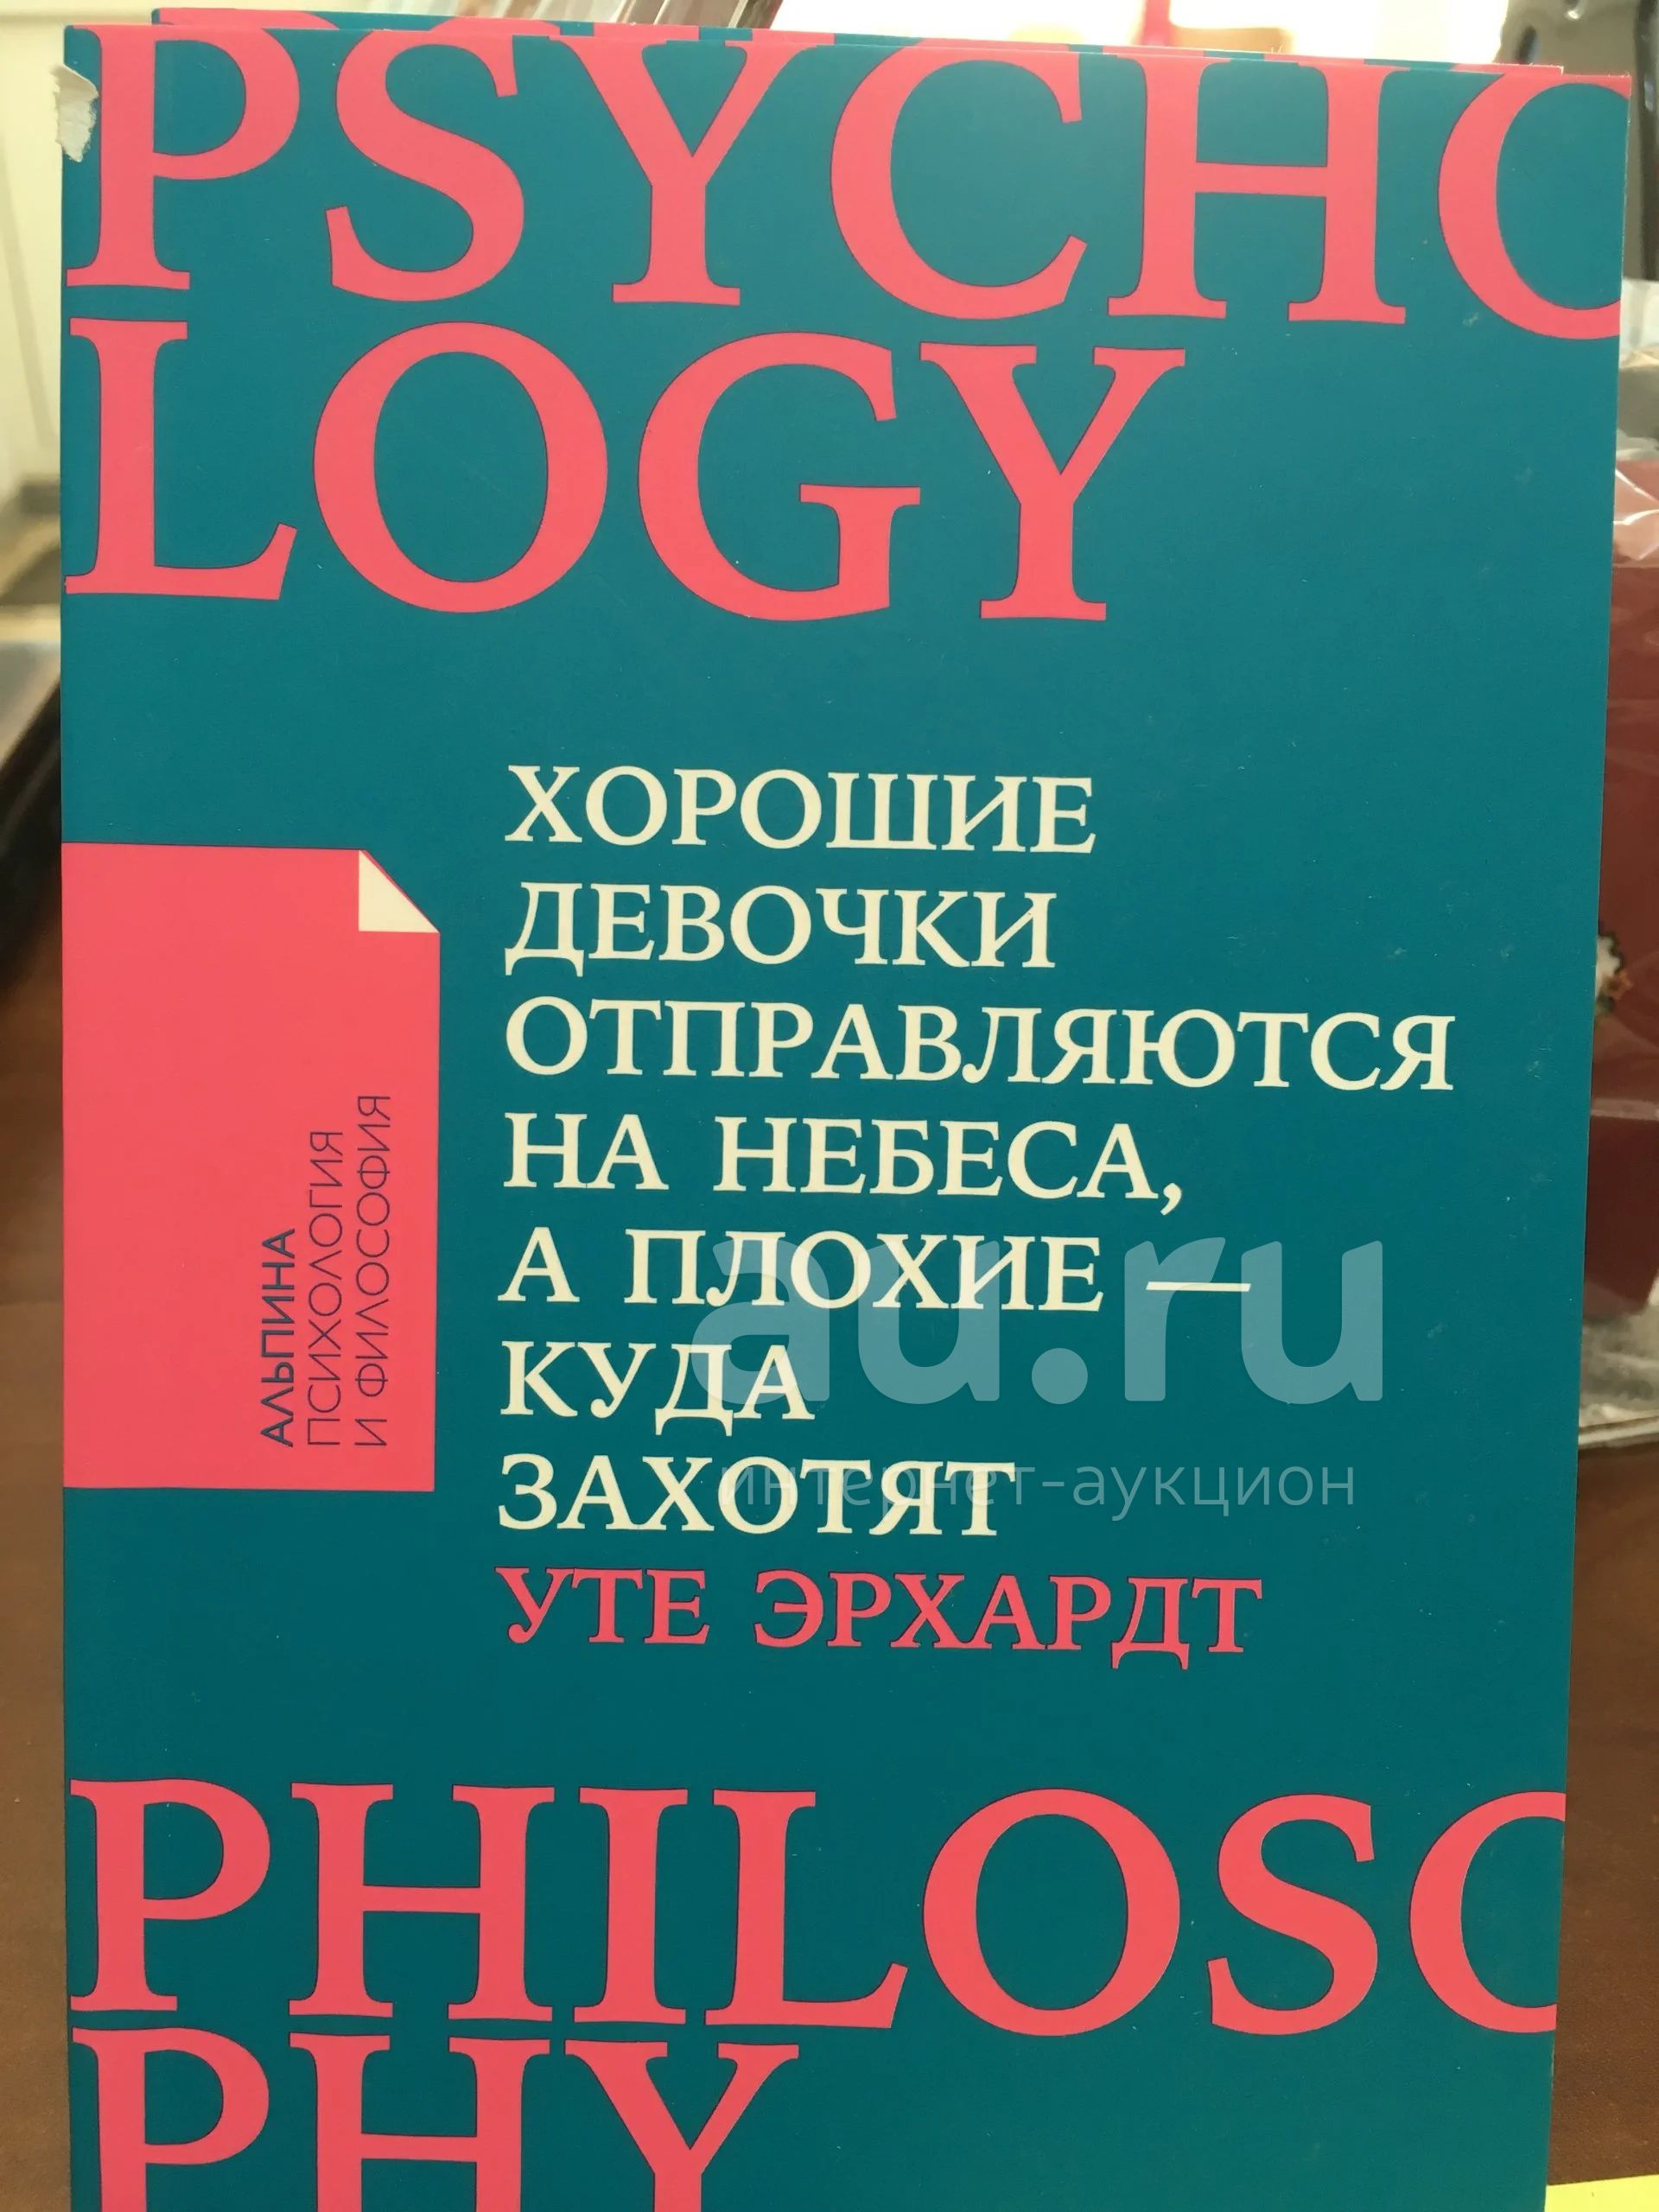 PSYCHO
LOGY
ХОРОШИЕ
ДЕВОЧКИ
ОТПРАВЛЯЮТСЯ
НА НЕБЕСА,
А ПЛОХИЕ —
КУДА
ЗАХОТЯТ
УТЕ ЭРХАРДТ
АЛЬПИНА
ПСИХОЛОГИЯ
И ФИЛОСОФИЯ
au.ru
интернет-аукцион
PHILOSO
PHY